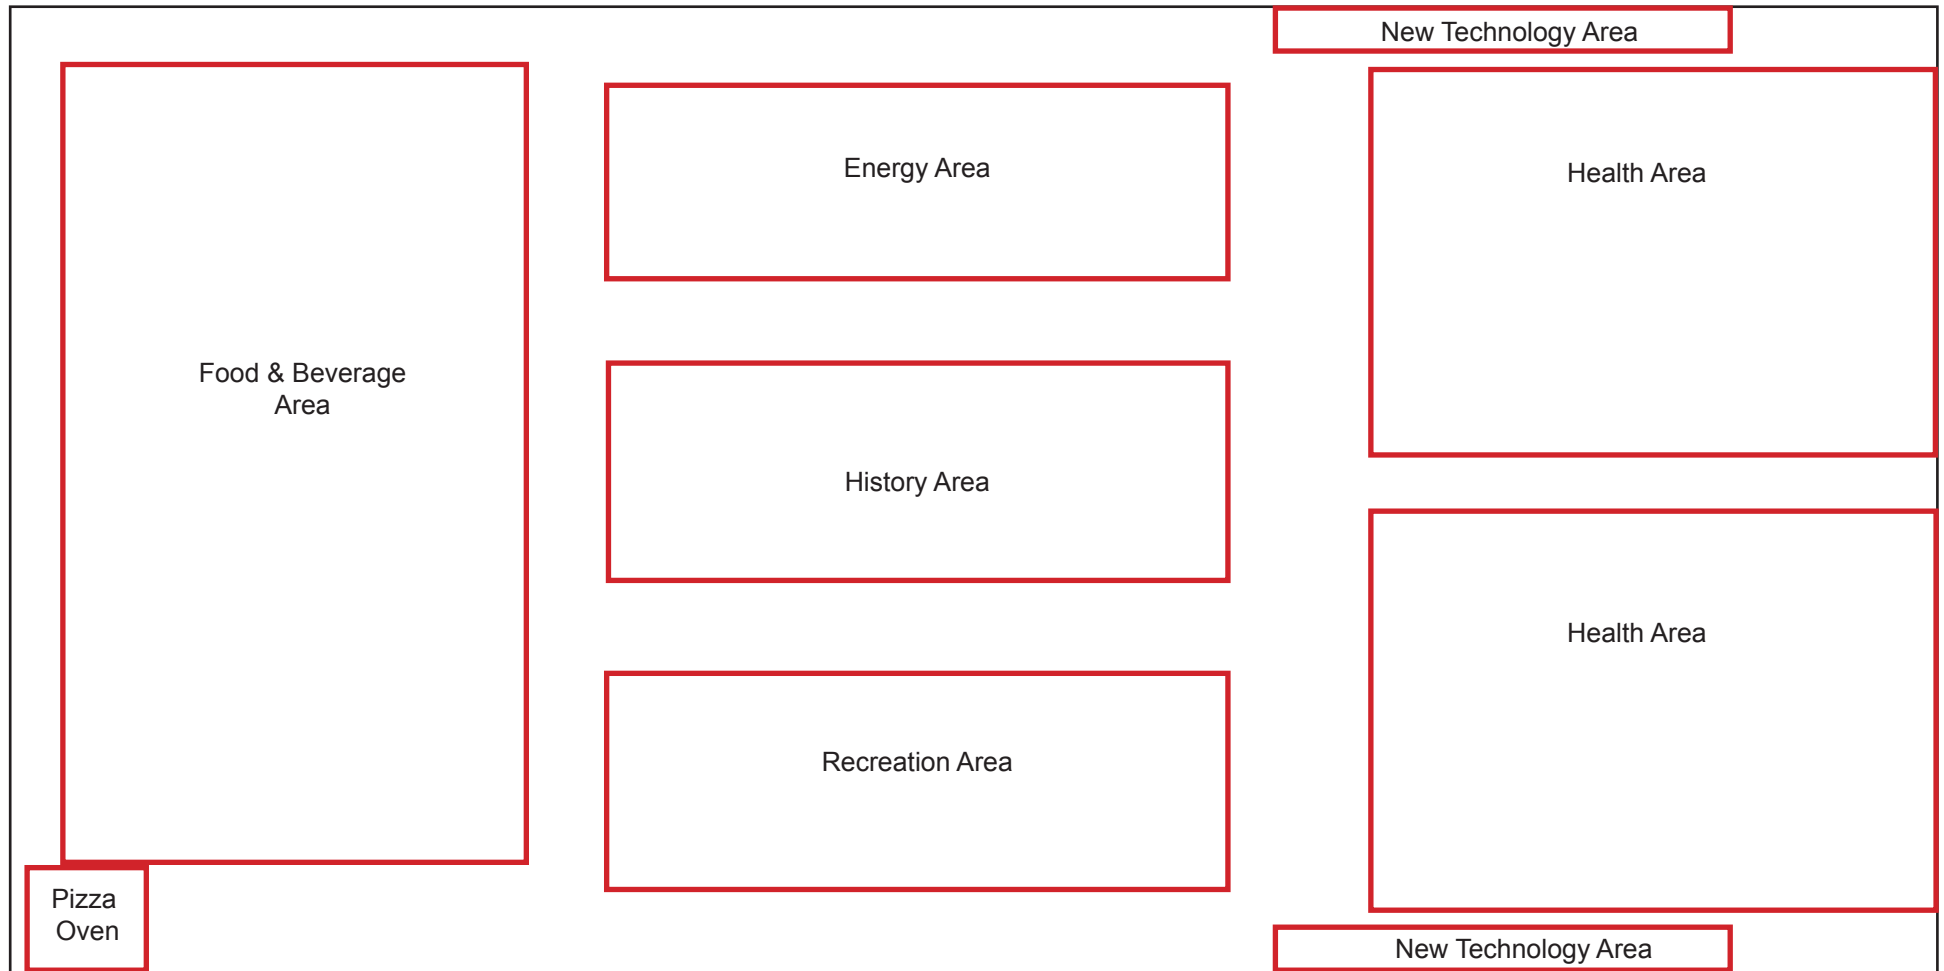 New Technology Area
Energy Area
Health Area
Food & Beverage
Area
History Area
Health Area
Recreation Area
Pizza
Oven
New Technology Area